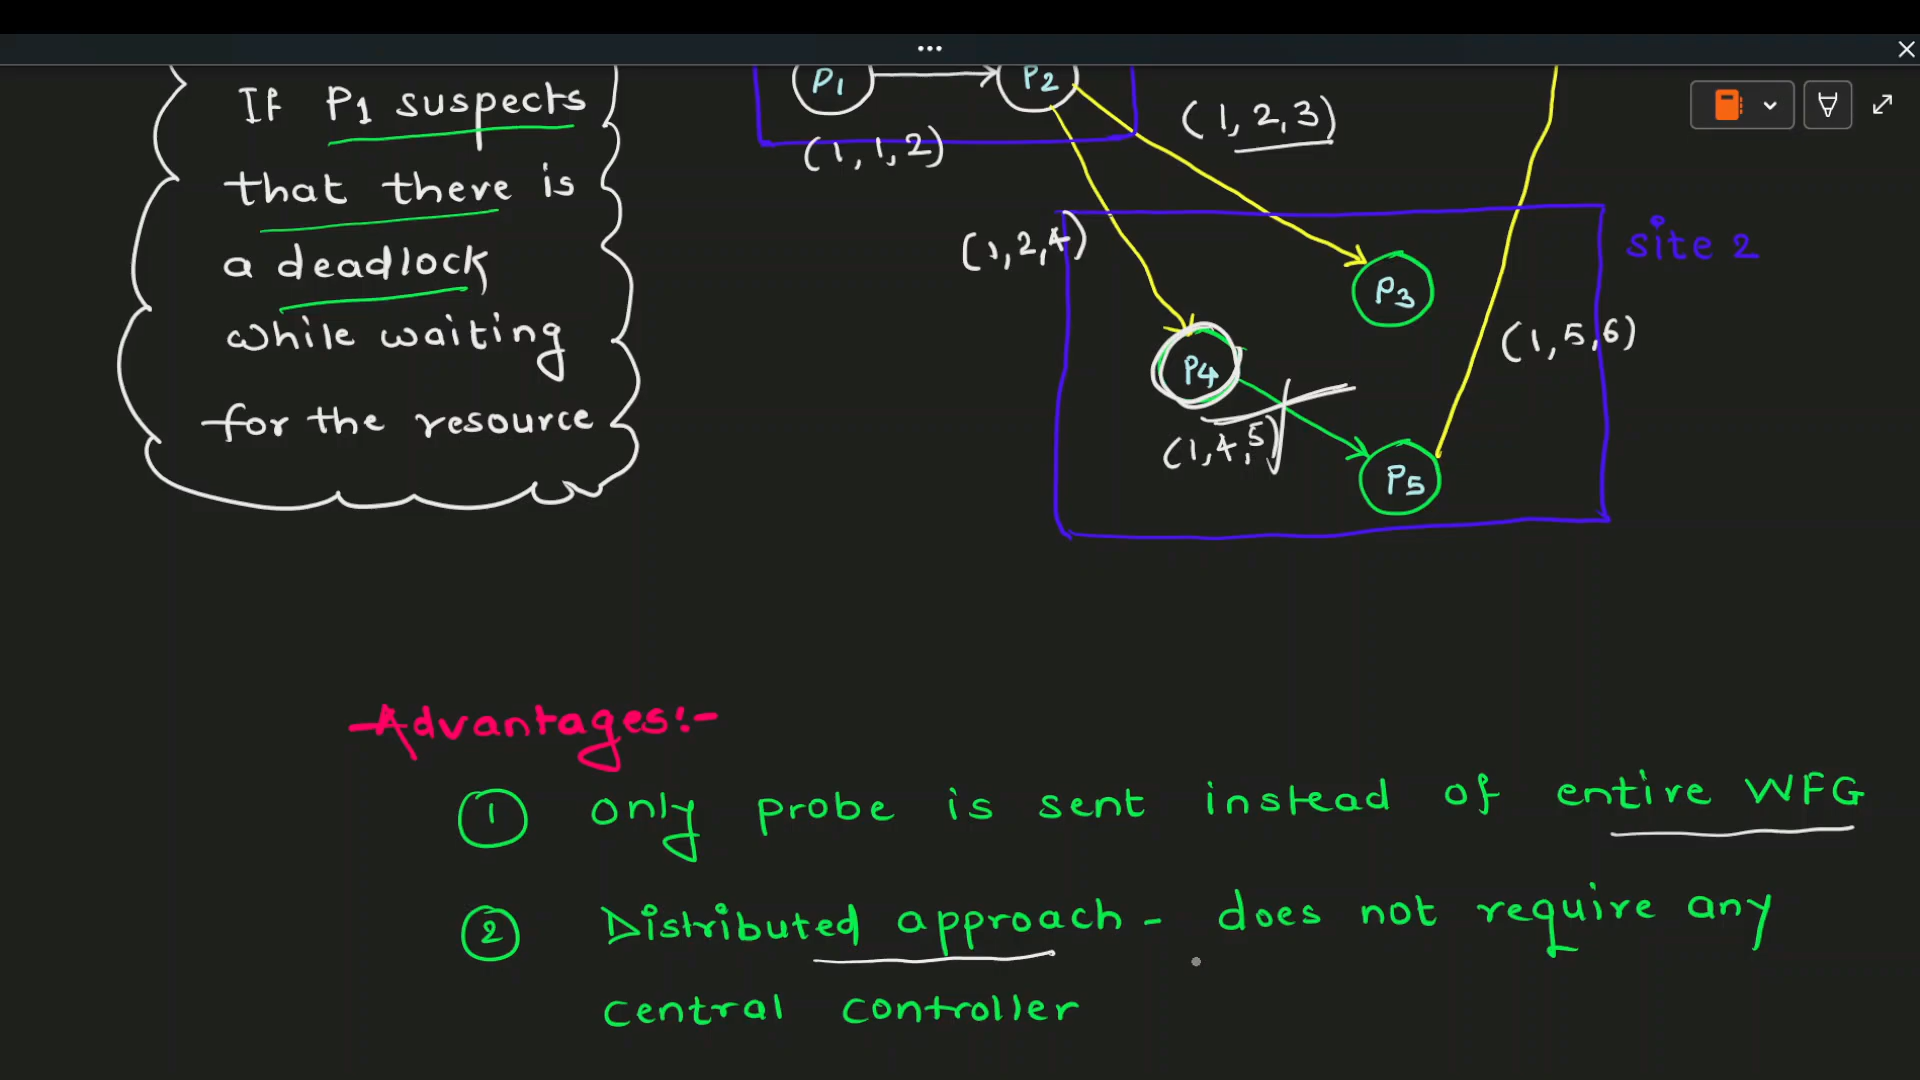 If P1 suspects
that there is
a deadlock
while waiting
for the resource
P1
P2
(1,1,2)
(1,2,3)
(1,2,4)
site 2
P3
P4
(1,5,6)
(1,4,5)
P5
Advantages:-
1 Only probe is sent instead of entire WFG
2 Distributed approach - does not require any
central controller